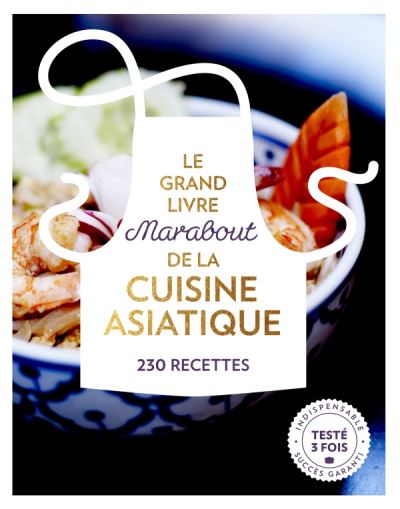 LE
GRAND
LIVRE
Marabout
DE LA
CUISINE
ASIATIQUE
230 RECETTES
INDISPENSABLE
TESTÉ
3 FOIS
SUCCÈS GARANTI